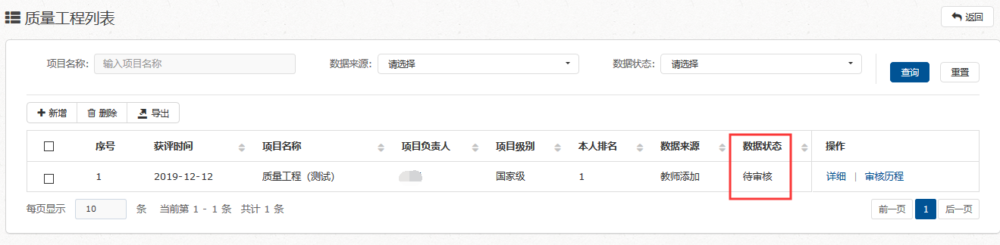 质量工程列表 返回
项目名称: 输入项目名称 数据来源: 请选择 数据状态: 请选择 查询 重置
新增 删除 导出
序号 获评时间 项目名称 项目负责人 项目级别 本人排名 数据来源 数据状态 操作
1 2019-12-12 质量工程（测试） 国家级 1 教师添加 待审核 详细 | 审核历程
每页显示 10 条 当前第 1 - 1 条 共计 1 条 前一页 1 后一页